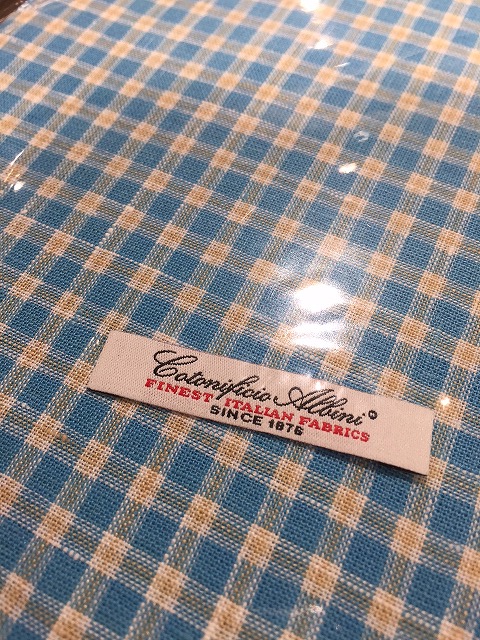 Cotonificio Albini
FINEST ITALIAN FABRICS
SINCE 1876